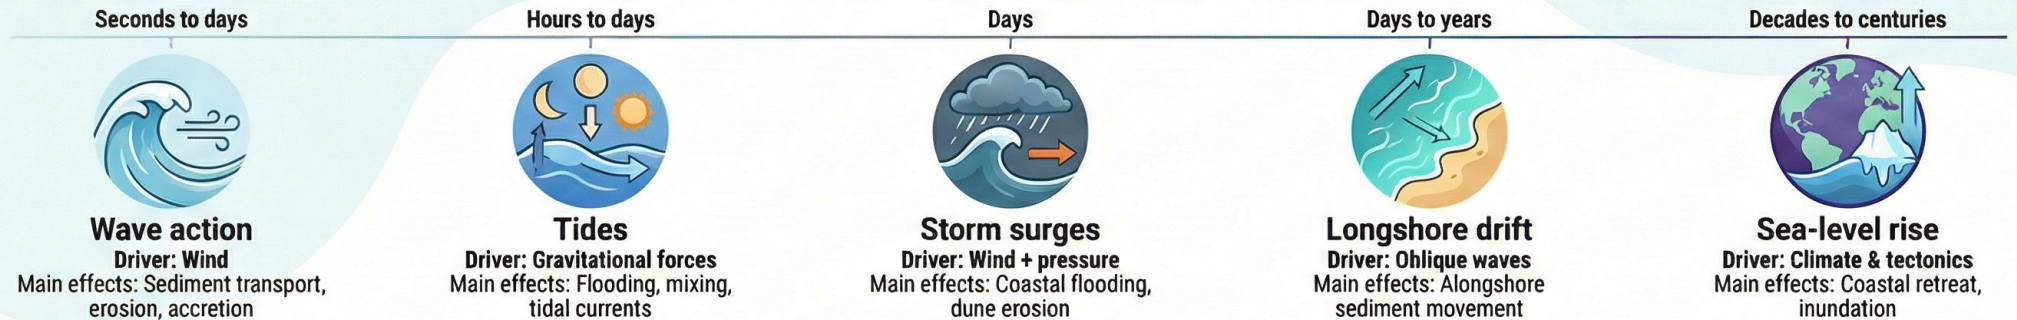 Seconds to days
Hours to days
Days
Days to years
Decades to centuries
Wave action
Driver: Wind
Main effects: Sediment transport,
erosion, accretion
Tides
Driver: Gravitational forces
Main effects: Flooding, mixing,
tidal currents
Storm surges
Driver: Wind + pressure
Main effects: Coastal flooding,
dune erosion
Longshore drift
Driver: Ohlique waves
Main effects: Alongshore
sediment movement
Sea-level rise
Driver: Climate & tectonics
Main effects: Coastal retreat,
inundation